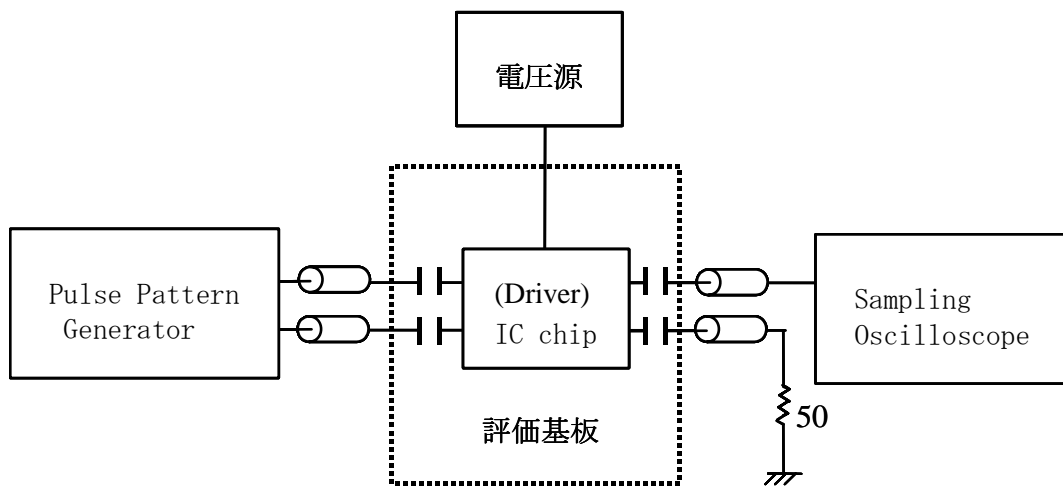 電圧源
Pulse Pattern
Generator
(Driver)
IC chip
Sampling
Oscilloscope
50
評価基板